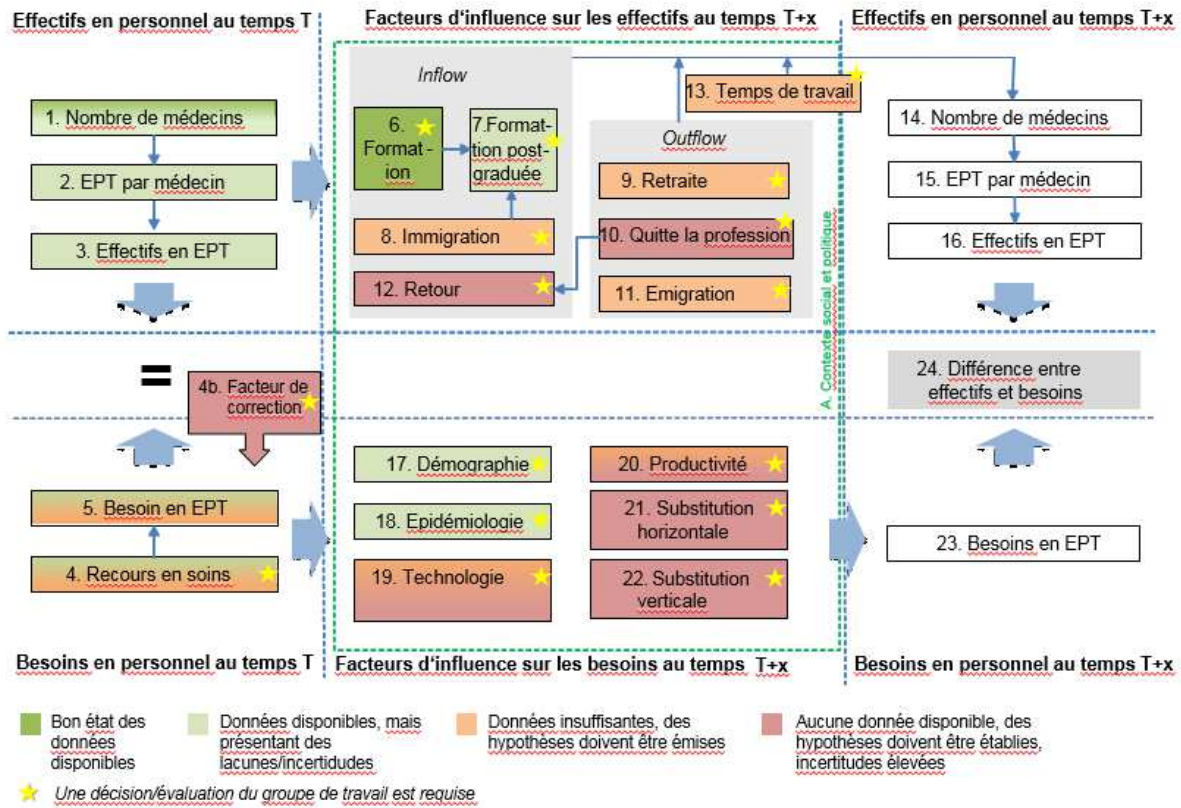 Effectifs en personnel au temps T
Facteurs d'influence sur les effectifs au temps T+x
Effectifs en personnel au temps T+x
1. Nombre de médecins
2. EPT par médecin
3. Effectifs en EPT
Inflow
6.
Format-
ion
7.Format-
tion post-
graduée
8. Immigration
12. Retour
13. Temps de travail
Outflow
9. Retraite
10. Quitte la profession
11. Emigration
A. Contexte social et politique
14. Nombre de médecins
15. EPT par médecin
16. Effectifs en EPT
=
4b. Facteur de
correction
24. Différence entre
effectifs et besoins
5. Besoin en EPT
4. Recours en soins
17. Démographie
18. Epidémiologie
19. Technologie
20. Productivité
21. Substitution
horizontale
22. Substitution
verticale
23. Besoins en EPT
Besoins en personnel au temps T
Facteurs d'influence sur les besoins au temps T+x
Besoins en personnel au temps T+x
Bon état des
données
disponibles
Données disponibles, mais
présentant des
lacunes/incertidudes
Données insuffisantes, des
hypothèses doivent être émises
Aucune donnée disponible, des
hypothèses doivent être établies,
incertitudes élevées
Une décision/évaluation du groupe de travail est requise